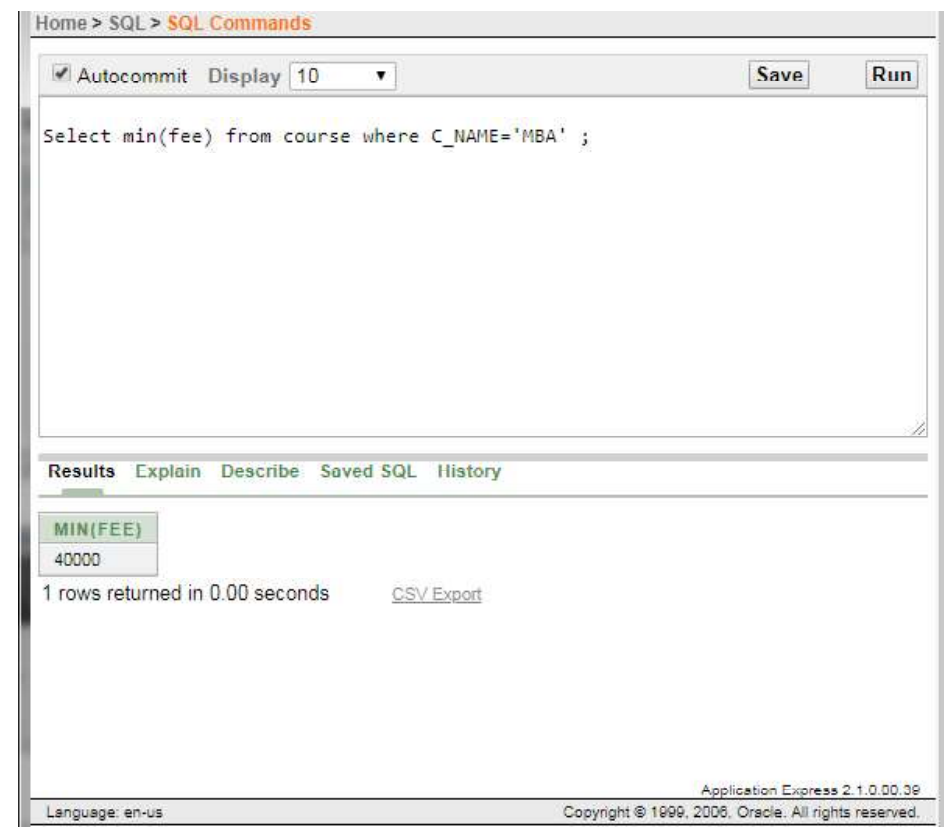 Home > SQL > SQL Commands
Autocommit Display 10 Save Run
Select min(fee) from course where C_NAME='MBA' ;
Results Explain Describe Saved SQL History
MIN(FEE)
40000
1 rows returned in 0.00 seconds CSV Export
Application Express 2.1.0.00.39
Language: en-us Copyright © 1999, 2006, Oracle. All rights reserved.